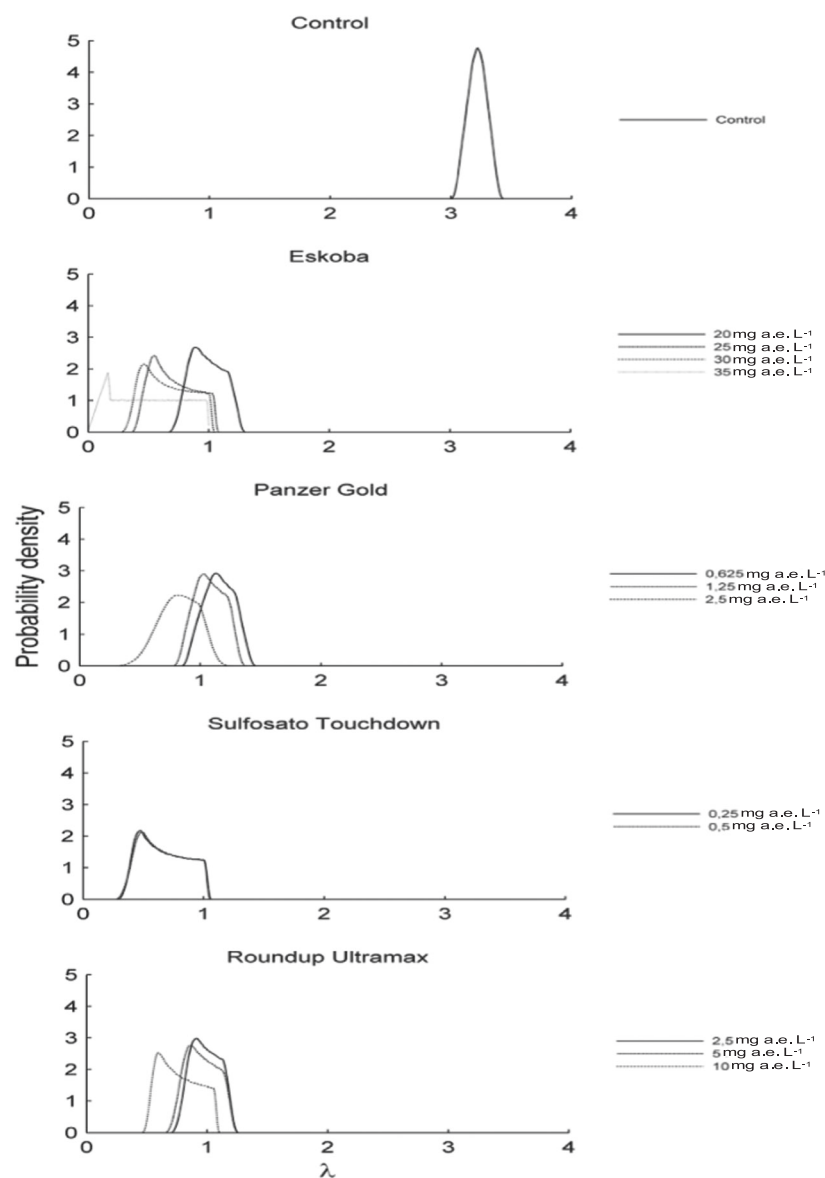 Control
5
4
3
2
1
0
0 1 2 3 4
Control
Eskoba
5
4
3
2
1
0
0 1 2 3 4
20 mg a.e. L-1
25 mg a.e. L-1
30 mg a.e. L-1
35 mg a.e. L-1
Probability density
Panzer Gold
5
4
3
2
1
0
0 1 2 3 4
0,625 mg a.e. L-1
1,25 mg a.e. L-1
2,5 mg a.e. L-1
Sulfosato Touchdown
5
4
3
2
1
0
0 1 2 3 4
0,25 mg a.e. L-1
0,5 mg a.e. L-1
Roundup Ultramax
5
4
3
2
1
0
0 1 2 3 4
2,5 mg a.e. L-1
5 mg a.e. L-1
10 mg a.e. L-1
λ